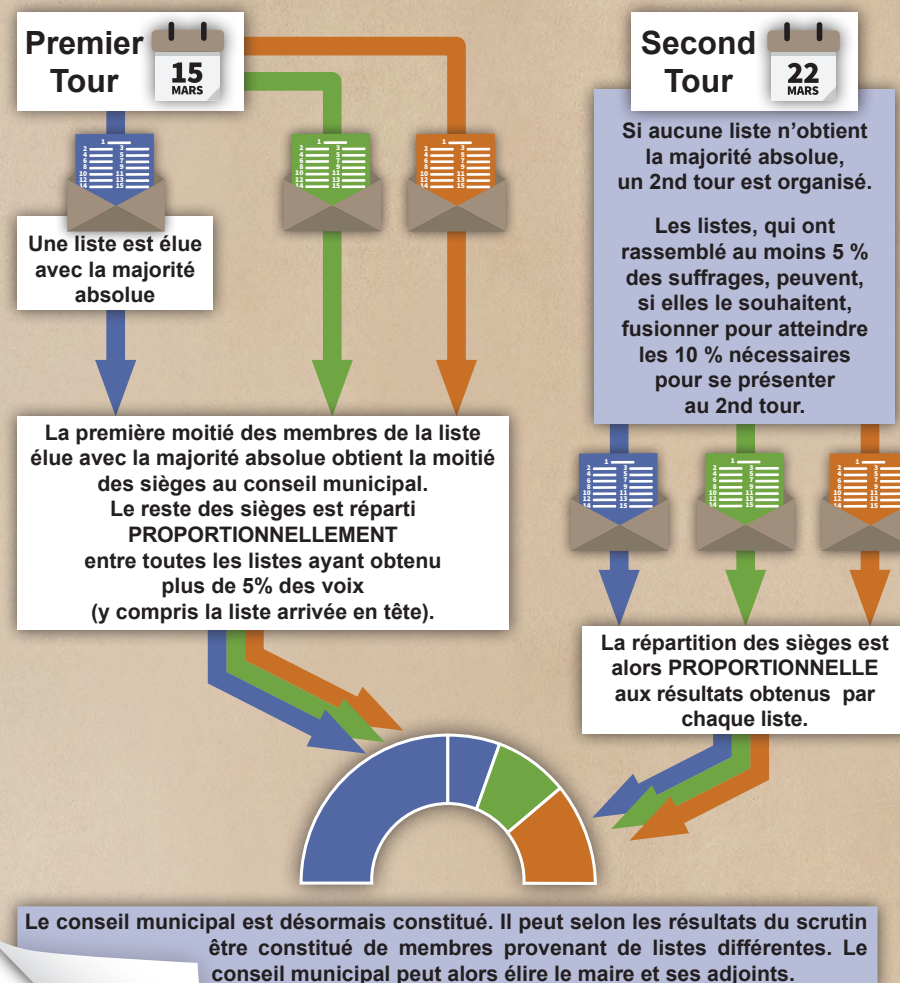 Premier
Tour
15
MARS
Une liste est élue
avec la majorité
absolue
La première moitié des membres de la liste
élue avec la majorité absolue obtient la moitié
des sièges au conseil municipal.
Le reste des sièges est réparti
PROPORTIONNELLEMENT
entre toutes les listes ayant obtenu
plus de 5% des voix
(y compris la liste arrivée en tête).
Second
Tour
22
MARS
Si aucune liste n'obtient
la majorité absolue,
un 2nd tour est organisé.
Les listes, qui ont
rassemblé au moins 5 %
des suffrages, peuvent,
si elles le souhaitent,
fusionner pour atteindre
les 10 % nécessaires
pour se présenter
au 2nd tour.
La répartition des sièges est
alors PROPORTIONNELLE
aux résultats obtenus par
chaque liste.
Le conseil municipal est désormais constitué. Il peut selon les résultats du scrutin
être constitué de membres provenant de listes différentes. Le
conseil municipal peut alors élire le maire et ses adjoints.